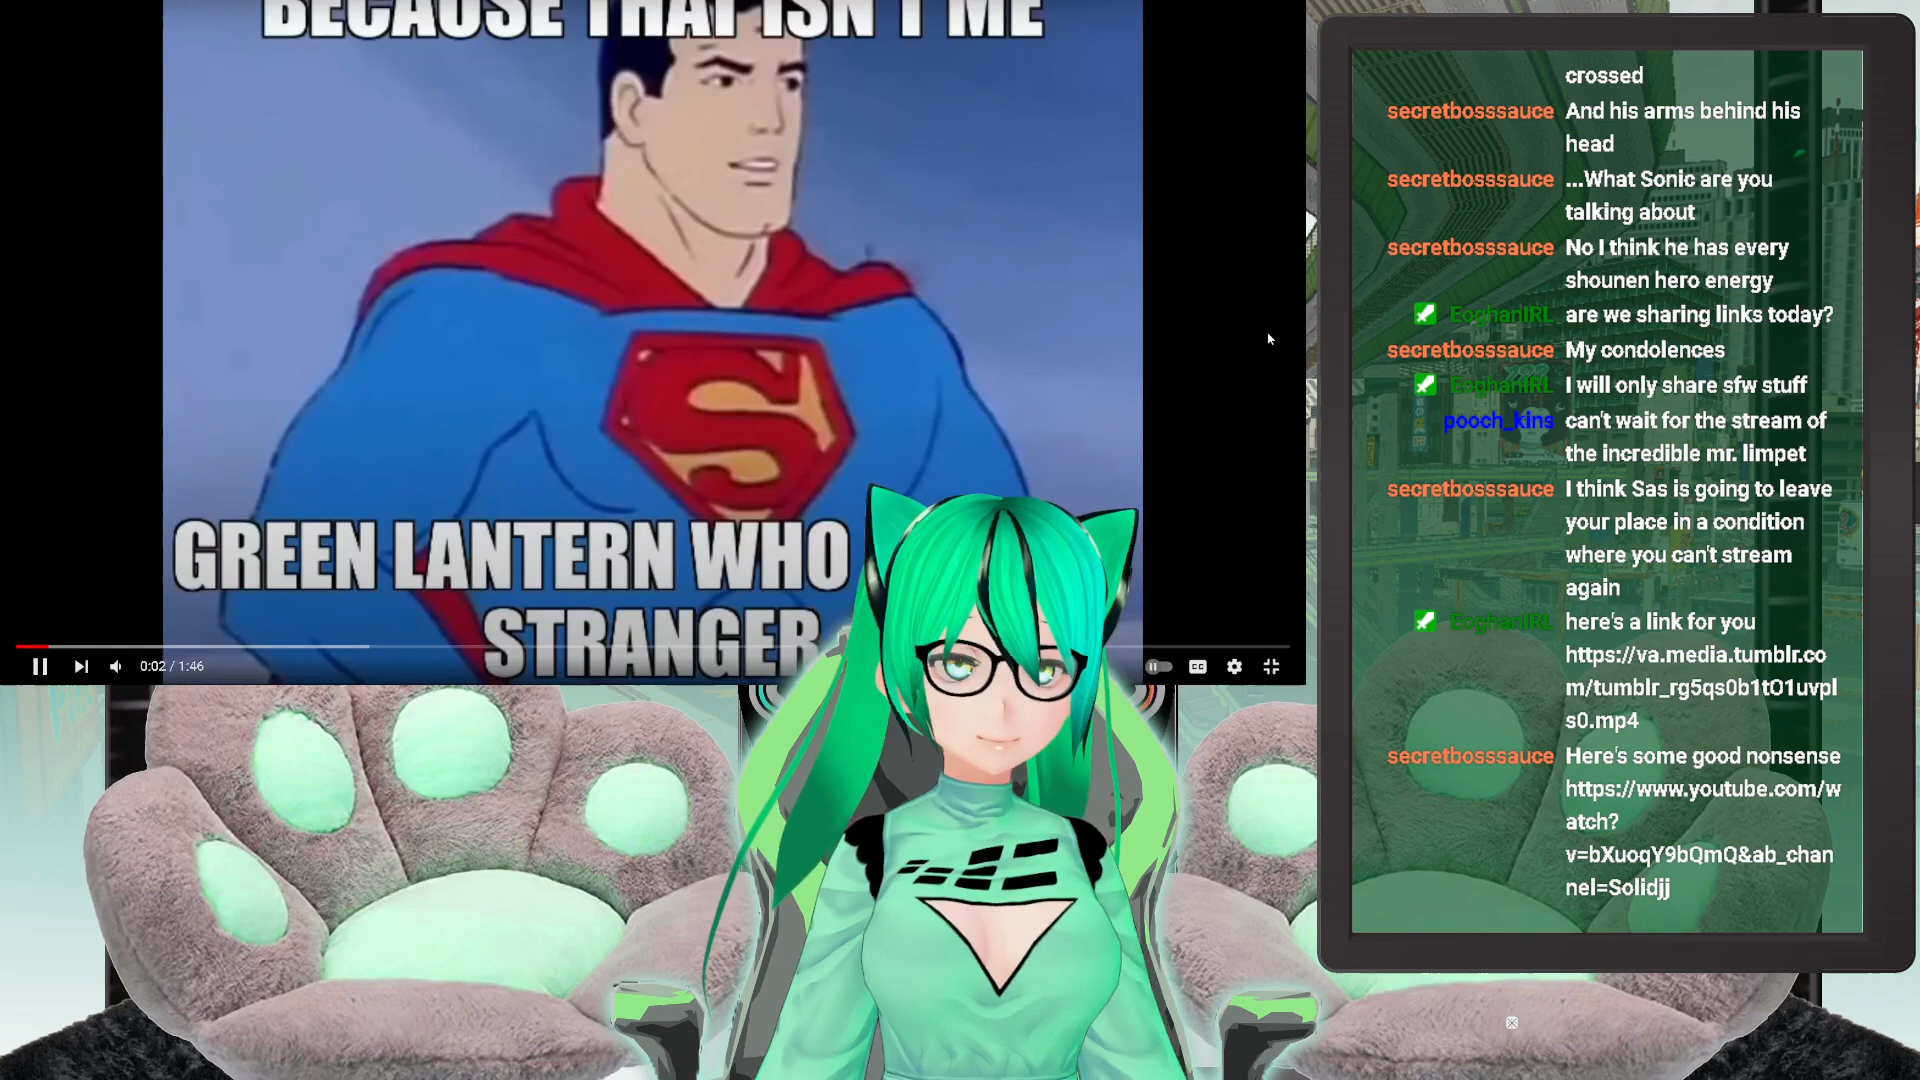 BECAUSE THAT ISN'T ME
GREEN LANTERN WHO
STRANGER
0:02 / 1:46
CC
crossed
secretbosssauce And his arms behind his
head
secretbosssauce ...What Sonic are you
talking about
secretbosssauce No I think he has every
shounen hero energy
EoghanIRL are we sharing links today?
secretbosssauce My condolences
EoghanIRL I will only share sfw stuff
pooch_kins can't wait for the stream of
the incredible mr. limpet
secretbosssauce I think Sas is going to leave
your place in a condition
where you can't stream
again
EoghanIRL here's a link for you
https://va.media.tumblr.co
m/tumblr_rg5qs0b1tO1uvpl
s0.mp4
secretbosssauce Here's some good nonsense
https://www.youtube.com/w
atch?
v=bXuoqY9bQmQ&ab_chan
nel=Solidjj